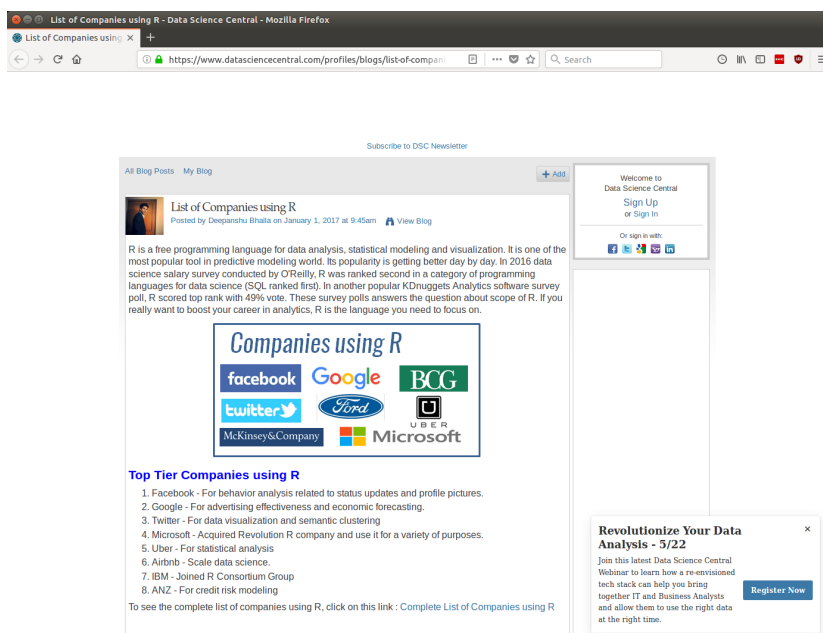 List of Companies using R - Data Science Central - Mozilla Firefox
List of Companies using
https://www.datasciencecentral.com/profiles/blogs/list-of-compani
Search
Subscribe to DSC Newsletter
All Blog Posts My Blog
+ Add
List of Companies using R
Posted by Deepanshu Bhalla on January 1, 2017 at 9:45am View Blog
R is a free programming language for data analysis, statistical modeling and visualization. It is one of the
most popular tool in predictive modeling world. Its popularity is getting better day by day. In 2016 data
science salary survey conducted by O'Reilly, R was ranked second in a category of programming
languages for data science (SQL ranked first). In another popular KDnuggets Analytics software survey
poll, R scored top rank with 49% vote. These survey polls answers the question about scope of R. If you
really want to boost your career in analytics, R is the language you need to focus on.
Companies using R
facebook Google BCG
twitter Ford UBER
McKinsey&Company Microsoft
Top Tier Companies using R
1. Facebook - For behavior analysis related to status updates and profile pictures.
2. Google - For advertising effectiveness and economic forecasting.
3. Twitter - For data visualization and semantic clustering
4. Microsoft - Acquired Revolution R company and use it for a variety of purposes.
5. Uber - For statistical analysis
6. Airbnb - Scale data science.
7. IBM - Joined R Consortium Group
8. ANZ - For credit risk modeling
To see the complete list of companies using R, click on this link : Complete List of Companies using R
Welcome to
Data Science Central
Sign Up
or Sign In
Or sign in with:
Revolutionize Your Data
Analysis - 5/22
Join this latest Data Science Central
Webinar to learn how a re-envisioned
tech stack can help you bring
together IT and Business Analysts
and allow them to use the right data
at the right time.
Register Now